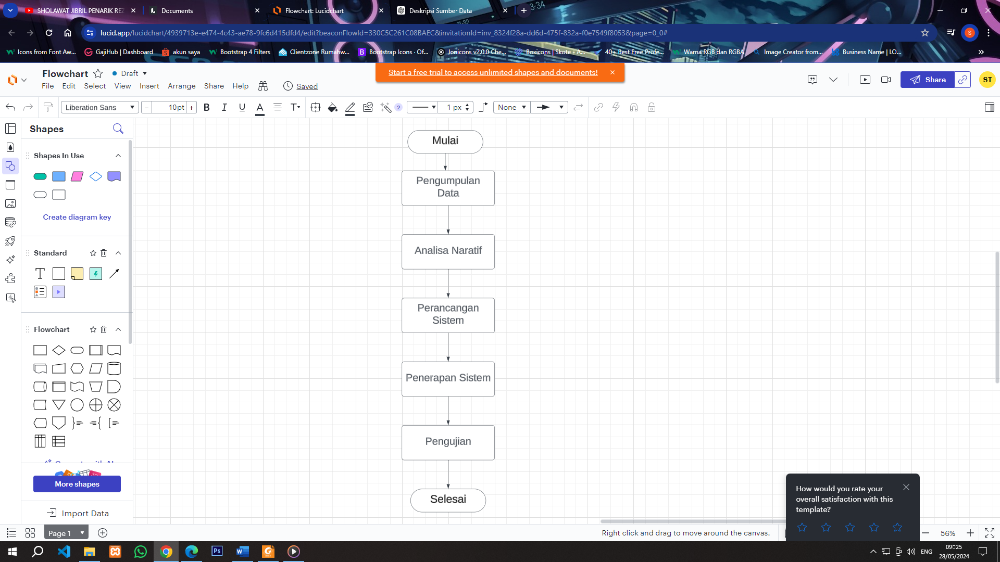 SHOLAWAT JIBRIL PENARIK REZ
Documents
Flowchart: Lucidchart
Deskripsi Sumber Data
lucid.app/lucidchart/4939713e-e474-4c43-ae78-9fc6d415dfd4/edit?beaconFlowId=330C5C261C08BAEC&invitationId=inv_8324f28a-dd6d-475f-832a-f0e7549f8053&page=0_0#
S
Icons from Font Aw...
GajiHub | Dashboard
akun saya
Bootstrap 4 Filters
Clientzone Rumahw...
Bootstrap Icons · Of...
Ionicons v2.0.0 Che...
Boxicons | Skote - A...
40+ Best Free Profe...
Warna RGB dan RGBA
Image Creator from...
Business Name | LO...
Flowchart
Draft
Start a free trial to access unlimited shapes and documents!
File Edit Select View Insert Arrange Share Help
Saved
Share
ST
Liberation Sans
- 10pt +
B I U A T
2
1 px
None
Shapes
Shapes In Use
Create diagram key
Standard
T
Flowchart
More shapes
Import Data
Mulai
Pengumpulan
Data
Analisa Naratif
Perancangan
Sistem
Penerapan Sistem
Pengujian
Selesai
How would you rate your
overall satisfaction with this
template?
Page 1
Right click and drag to move around the canvas.
56%
ENG
09:25
28/05/2024